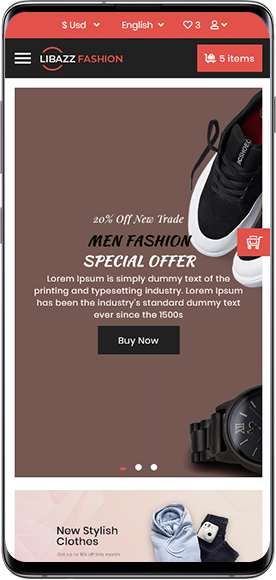 $ Usd English 3
LIBAZZ FASHION 5 items
20% Off New Trade
MEN FASHION
SPECIAL OFFER
Lorem Ipsum is simply dummy text of the
printing and typesetting industry. Lorem Ipsum
has been the industry's standard dummy text
ever since the 1500s
Buy Now
New Stylish
Clothes